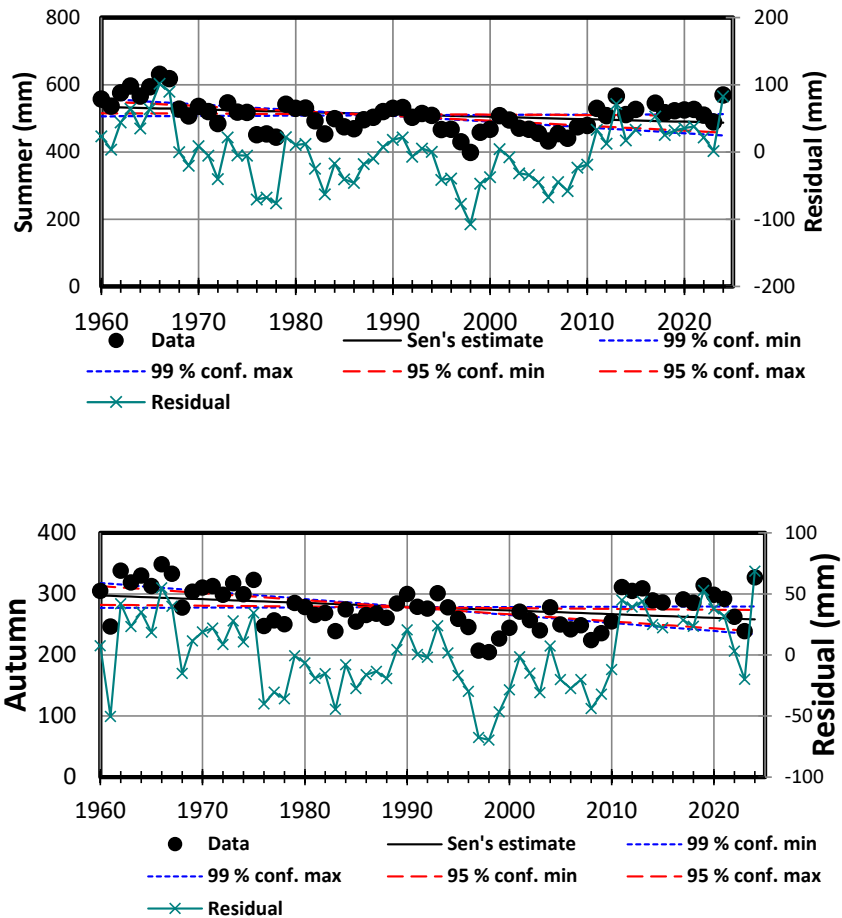 800
600
400
200
0
Summer (mm)
200
100
0
-100
-200
Residual (mm)
1960 1970 1980 1990 2000 2010 2020
Data Sen's estimate 99 % conf. min
99 % conf. max 95 % conf. min 95 % conf. max
Residual
400
300
200
100
0
Autumn
100
50
0
-50
-100
Residual (mm)
1960 1970 1980 1990 2000 2010 2020
Data Sen's estimate 99 % conf. min
99 % conf. max 95 % conf. min 95 % conf. max
Residual